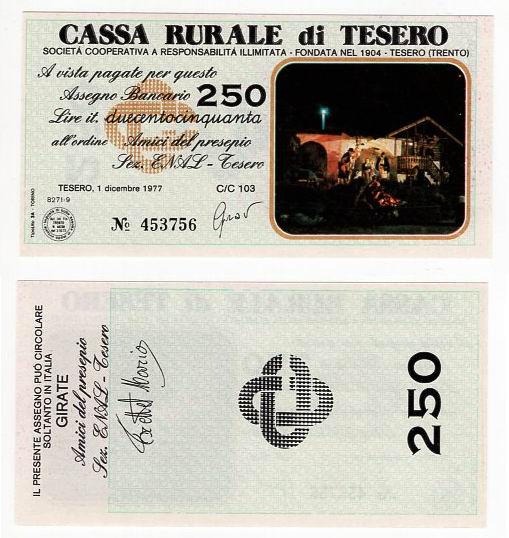 CASSA RURALE di TESERO
SOCIETÀ COOPERATIVA A RESPONSABILITÀ ILLIMITATA - FONDATA NEL 1904 - TESERO (TRENTO)
A vista pagate per questo
Assegno Bancario 250
Lire it. duecentocinquanta
all'ordine Amici del presepio
Sez. ENAL - Tesero
TESERO, 1 dicembre 1977 C/C 103
8271-9
No 453756
IL PRESENTE ASSEGNO PUÒ CIRCOLARE
SOLTANTO IN ITALIA
GIRATE
Amici del presepio
Sez. ENAL - Tesero
250